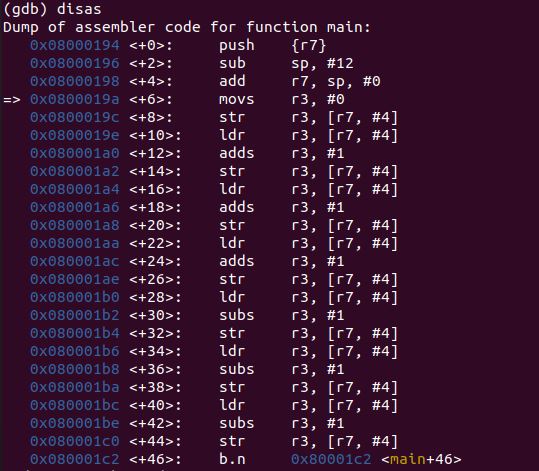 (gdb) disas
Dump of assembler code for function main:
   0x08000194 <+0>:	push	{r7}
   0x08000196 <+2>:	sub	sp, #12
   0x08000198 <+4>:	add	r7, sp, #0
=> 0x0800019a <+6>:	movs	r3, #0
   0x0800019c <+8>:	str	r3, [r7, #4]
   0x0800019e <+10>:	ldr	r3, [r7, #4]
   0x080001a0 <+12>:	adds	r3, #1
   0x080001a2 <+14>:	str	r3, [r7, #4]
   0x080001a4 <+16>:	ldr	r3, [r7, #4]
   0x080001a6 <+18>:	adds	r3, #1
   0x080001a8 <+20>:	str	r3, [r7, #4]
   0x080001aa <+22>:	ldr	r3, [r7, #4]
   0x080001ac <+24>:	adds	r3, #1
   0x080001ae <+26>:	str	r3, [r7, #4]
   0x080001b0 <+28>:	ldr	r3, [r7, #4]
   0x080001b2 <+30>:	subs	r3, #1
   0x080001b4 <+32>:	str	r3, [r7, #4]
   0x080001b6 <+34>:	ldr	r3, [r7, #4]
   0x080001b8 <+36>:	subs	r3, #1
   0x080001ba <+38>:	str	r3, [r7, #4]
   0x080001bc <+40>:	ldr	r3, [r7, #4]
   0x080001be <+42>:	subs	r3, #1
   0x080001c0 <+44>:	str	r3, [r7, #4]
   0x080001c2 <+46>:	b.n	0x80001c2 <main+46>